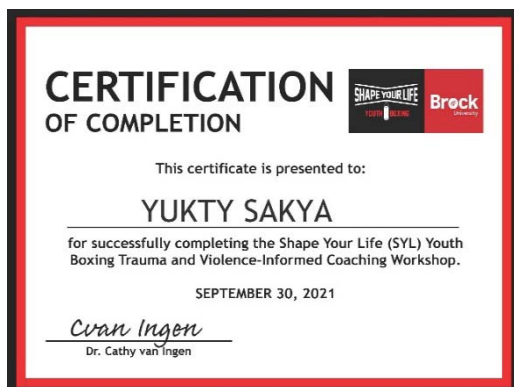 CERTIFICATION
OF COMPLETION
SHAPE YOUR LIFE
YOUTH BOXING
Brock
University
This certificate is presented to:
YUKTY SAKYA
for successfully completing the Shape Your Life (SYL) Youth
Boxing Trauma and Violence-Informed Coaching Workshop.
SEPTEMBER 30, 2021
Cvan Ingen
Dr. Cathy van Ingen